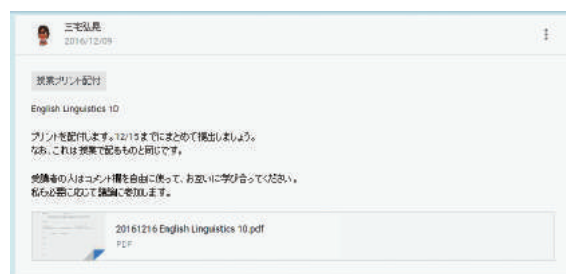 三宅弘晃
2016/12/09
授業プリント配付
English Linguistics 10
プリントを配付します。12/15までにまとめて提出しましょう。
なお、これは授業で配るものと同じです。
受講者の人はコメント欄を自由に使って、お互いに学び合ってください。
私も必要に応じて議論に参加します。
20161216 English Linguistics 10.pdf
PDF